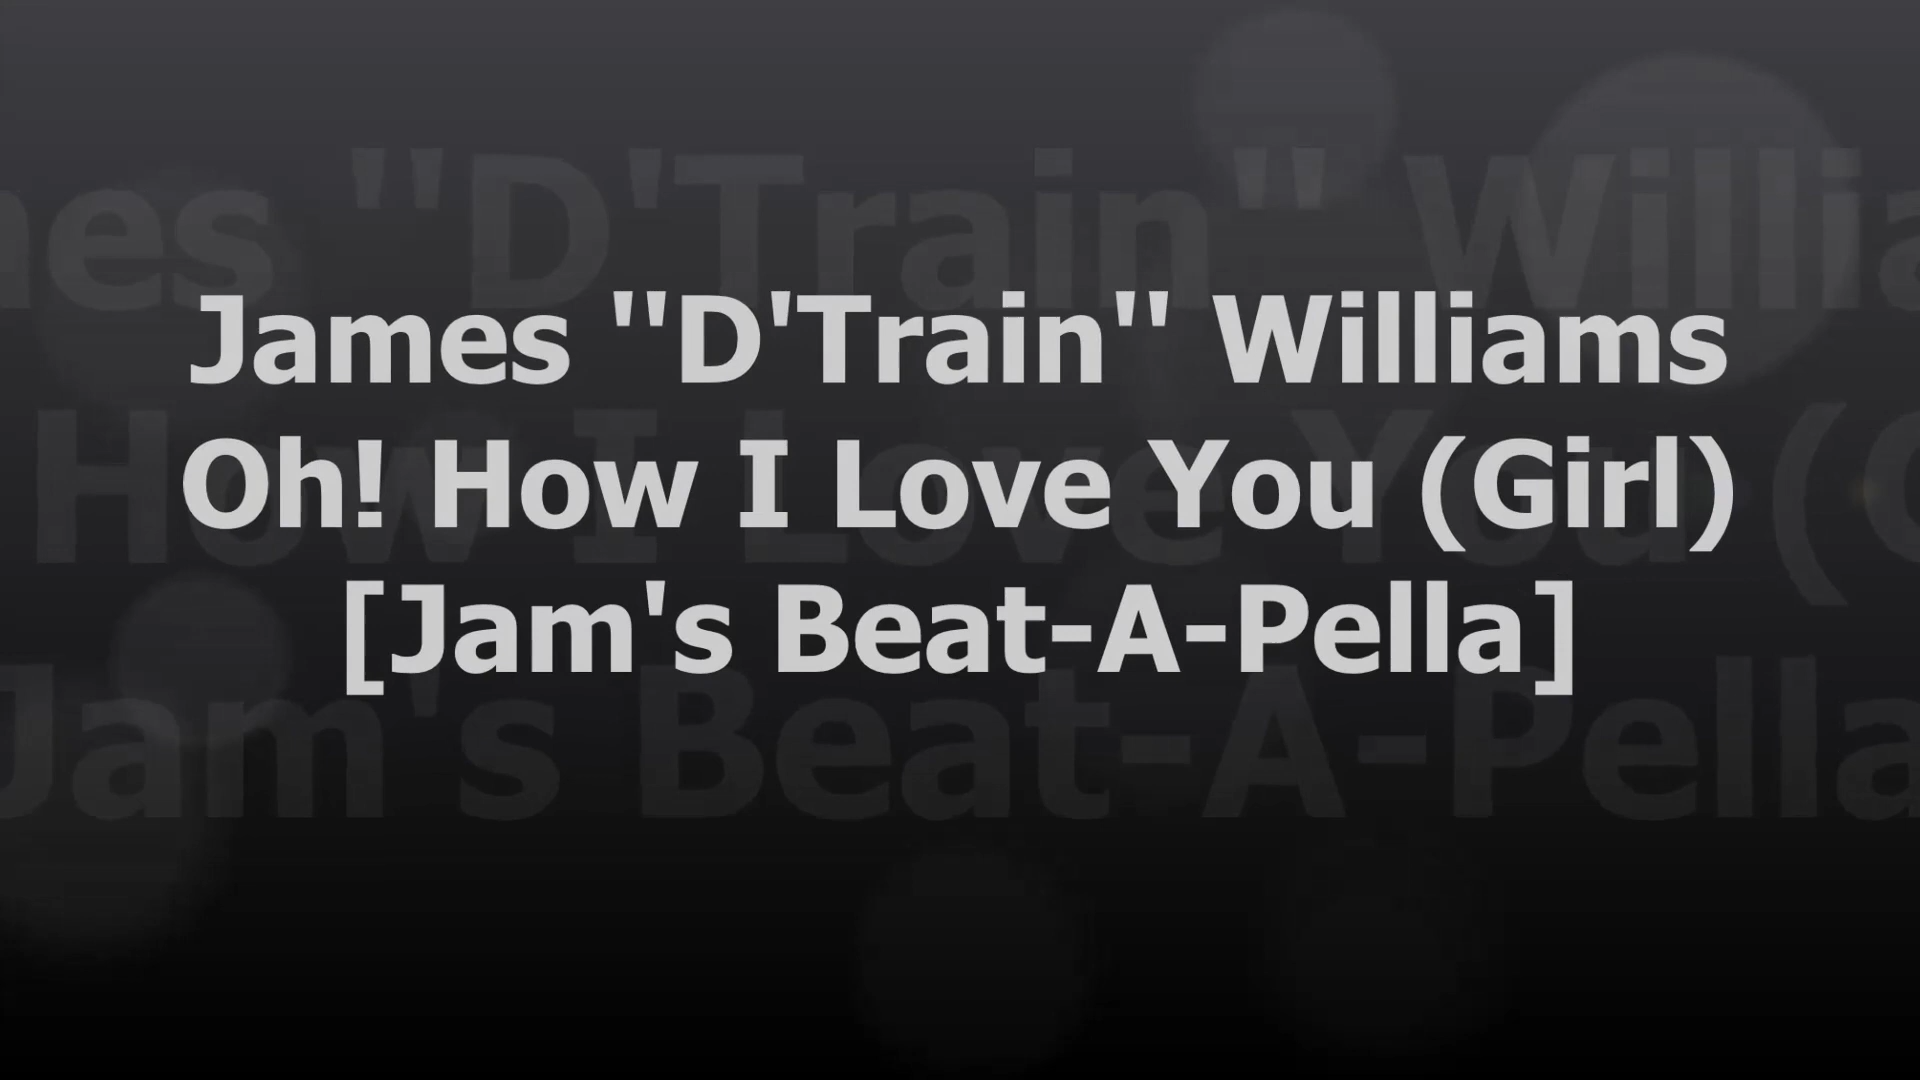 James "D'Train" Williams
Oh! How I Love You (Girl)
[Jam's Beat-A-Pella]